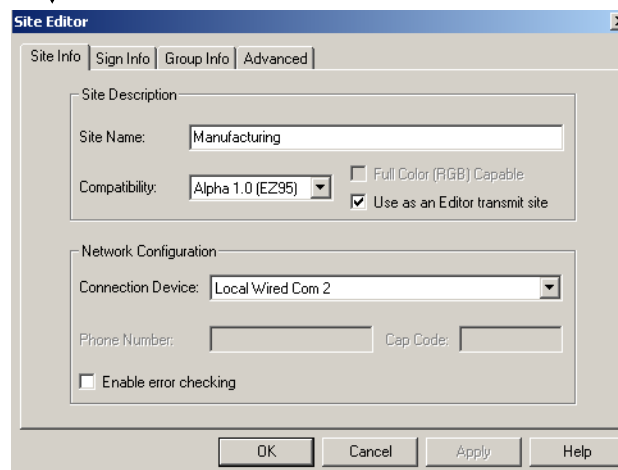 Site Editor
Site Info Sign Info Group Info Advanced
Site Description
Site Name: Manufacturing
Compatibility: Alpha 1.0 (EZ95) Full Color (RGB) Capable
Use as an Editor transmit site
Network Configuration
Connection Device: Local Wired Com 2
Phone Number: Cap Code:
Enable error checking
OK Cancel Apply Help